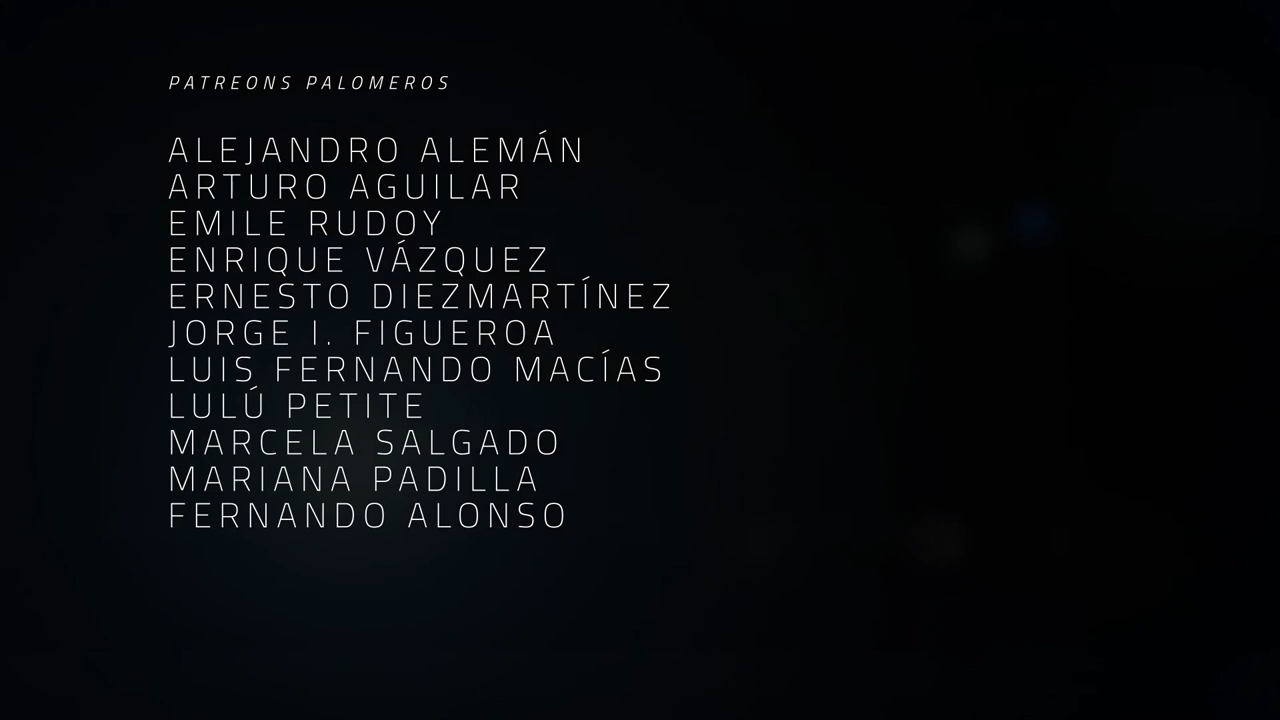 PATREONS PALOMEROS
ALEJANDRO ALEMÁN
ARTURO AGUILAR
EMILE RUDOY
ENRIQUE VÁZQUEZ
ERNESTO DIEZMARTÍNEZ
JORGE I. FIGUEROA
LUIS FERNANDO MACÍAS
LULÚ PETITE
MARCELA SALGADO
MARIANA PADILLA
FERNANDO ALONSO